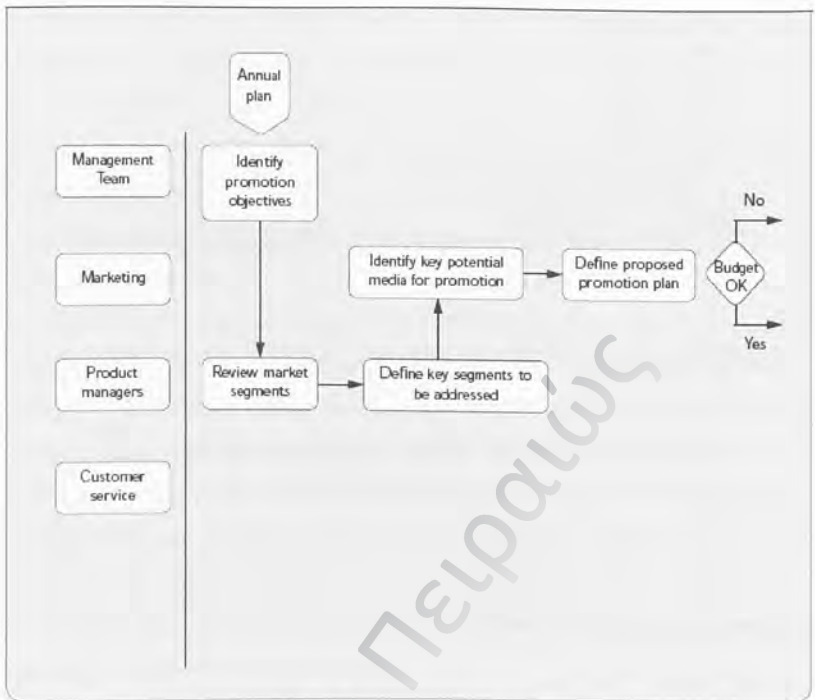 Annual
plan
Management
Team
Identify
promotion
objectives
No
Marketing
Identify key potential
media for promotion
Define proposed
promotion plan
Budget
OK
Yes
Product
managers
Review market
segments
Define key segments to
be addressed
Customer
service
Πειραιώς